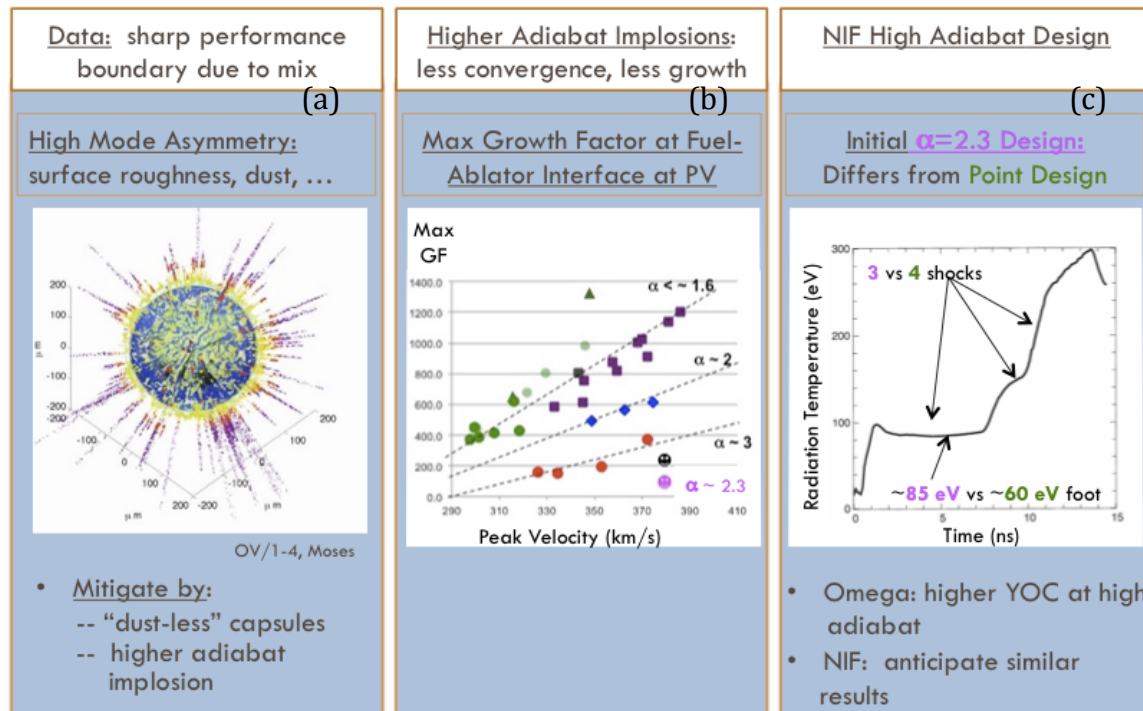 Data: sharp performance
boundary due to mix
(a)
High Mode Asymmetry:
surface roughness, dust, ...
200
100
μm 0
-100
-200
-100
0
μm
100
200 -200
-100
0
μm
100
200
OV/1-4, Moses
• Mitigate by:
-- "dust-less" capsules
-- higher adiabat
implosion
Higher Adiabat Implosions:
less convergence, less growth
(b)
Max Growth Factor at Fuel-
Ablator Interface at PV
Max
GF
1400.0
1200.0
1000.0
800.0
600.0
400.0
200.0
0.0
α <~ 1.6
α ~ 2
α ~ 3
α ~ 2.3
290 310 330 350 370 390 410
Peak Velocity (km/s)
NIF High Adiabat Design
(c)
Initial α=2.3 Design:
Differs from Point Design
Radiation Temperature (eV)
300
200
100
0
3 vs 4 shocks
~85 eV vs ~60 eV foot
0 5 10 15
Time (ns)
• Omega: higher YOC at high
adiabat
• NIF: anticipate similar
results